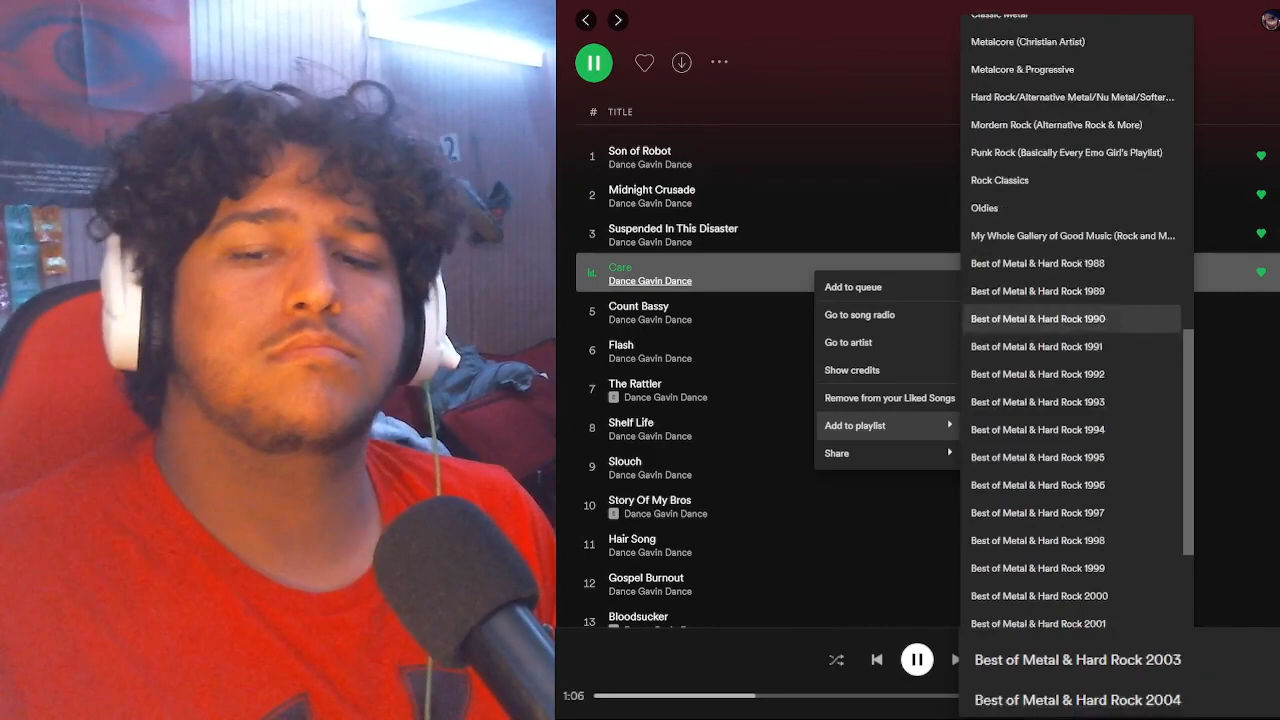 # TITLE
1 Son of Robot
Dance Gavin Dance
2 Midnight Crusade
Dance Gavin Dance
3 Suspended In This Disaster
Dance Gavin Dance
Care
Dance Gavin Dance
5 Count Bassy
Dance Gavin Dance
6 Flash
Dance Gavin Dance
7 The Rattler
E Dance Gavin Dance
8 Shelf Life
Dance Gavin Dance
9 Slouch
Dance Gavin Dance
10 Story Of My Bros
E Dance Gavin Dance
11 Hair Song
Dance Gavin Dance
12 Gospel Burnout
Dance Gavin Dance
13 Bloodsucker
Add to queue
Go to song radio
Go to artist
Show credits
Remove from your Liked Songs
Add to playlist
Share
Classic Metal
Metalcore (Christian Artist)
Metalcore & Progressive
Hard Rock/Alternative Metal/Nu Metal/Softer...
Mordern Rock (Alternative Rock & More)
Punk Rock (Basically Every Emo Girl's Playlist)
Rock Classics
Oldies
My Whole Gallery of Good Music (Rock and M...
Best of Metal & Hard Rock 1988
Best of Metal & Hard Rock 1989
Best of Metal & Hard Rock 1990
Best of Metal & Hard Rock 1991
Best of Metal & Hard Rock 1992
Best of Metal & Hard Rock 1993
Best of Metal & Hard Rock 1994
Best of Metal & Hard Rock 1995
Best of Metal & Hard Rock 1996
Best of Metal & Hard Rock 1997
Best of Metal & Hard Rock 1998
Best of Metal & Hard Rock 1999
Best of Metal & Hard Rock 2000
Best of Metal & Hard Rock 2001
Best of Metal & Hard Rock 2003
Best of Metal & Hard Rock 2004
1:06